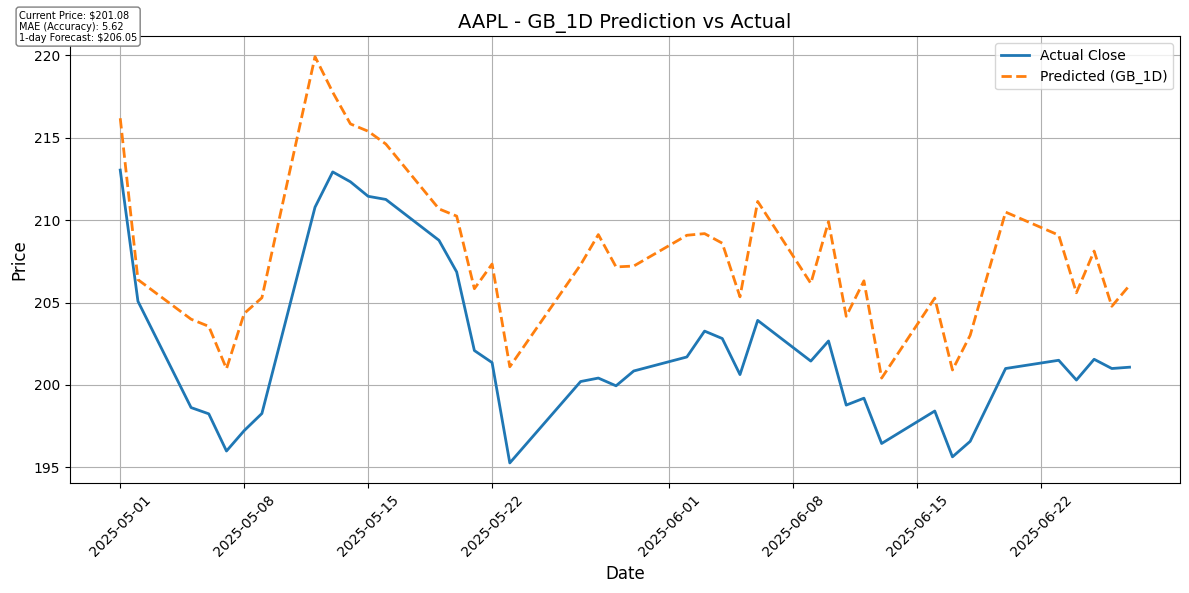 Current Price: $201.08
MAE (Accuracy): 5.62
1-day Forecast: $206.05
AAPL - GB_1D Prediction vs Actual
Actual Close
Predicted (GB_1D)
Price
220
215
210
205
200
195
2025-05-01
2025-05-08
2025-05-15
2025-05-22
2025-06-01
2025-06-08
2025-06-15
2025-06-22
Date